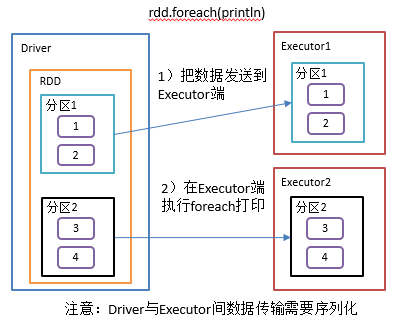 rdd.foreach(println)
Driver
RDD
分区1
1
2
分区2
3
4
1）把数据发送到
Executor端
2）在Executor端
执行foreach打印
Executor1
分区1
1
2
Executor2
分区2
3
4
注意：Driver与Executor间数据传输需要序列化